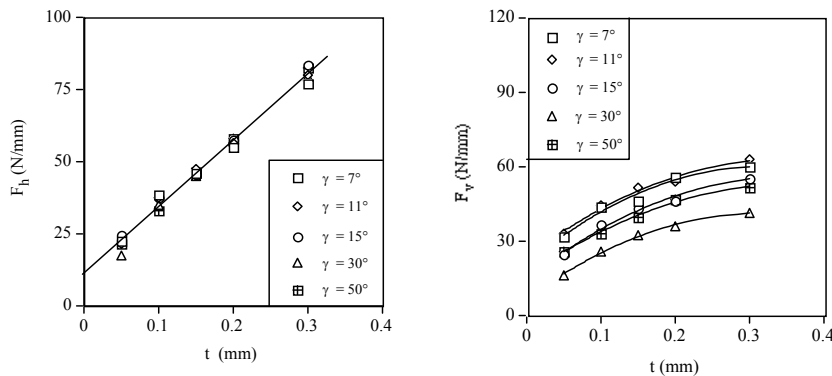 100
75
50
25
0
F_h (N/mm)
γ = 7°
γ = 11°
γ = 15°
γ = 30°
γ = 50°
0 0.1 0.2 0.3 0.4
t (mm)
120
90
60
30
0
F_v (N/mm)
γ = 7°
γ = 11°
γ = 15°
γ = 30°
γ = 50°
0 0.1 0.2 0.3 0.4
t (mm)